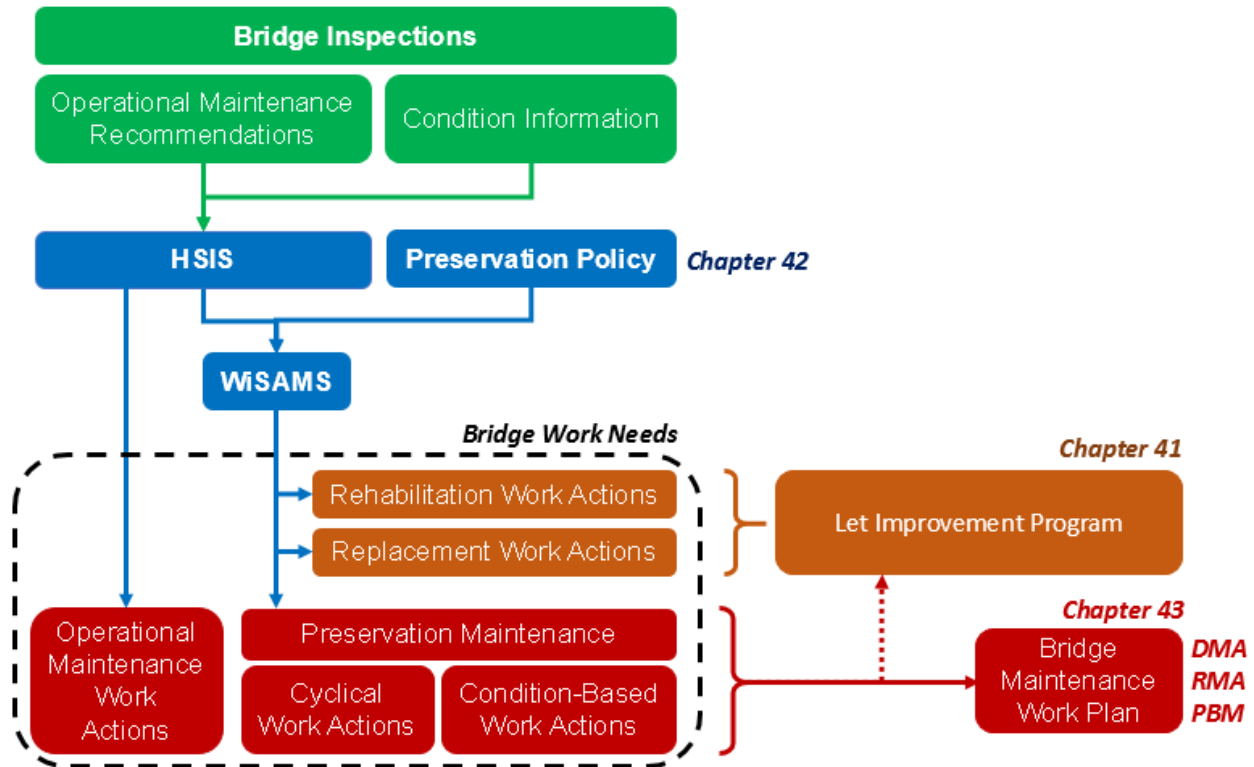 Bridge Inspections
Operational Maintenance
Recommendations
Condition Information
HSIS
Preservation Policy
Chapter 42
WiSAMS
Bridge Work Needs
Chapter 41
Rehabilitation Work Actions
Let Improvement Program
Replacement Work Actions
Chapter 43
Operational
Maintenance
Work
Actions
Preservation Maintenance
Cyclical
Work Actions
Condition-Based
Work Actions
Bridge
Maintenance
Work Plan
DMA
RMA
PBM